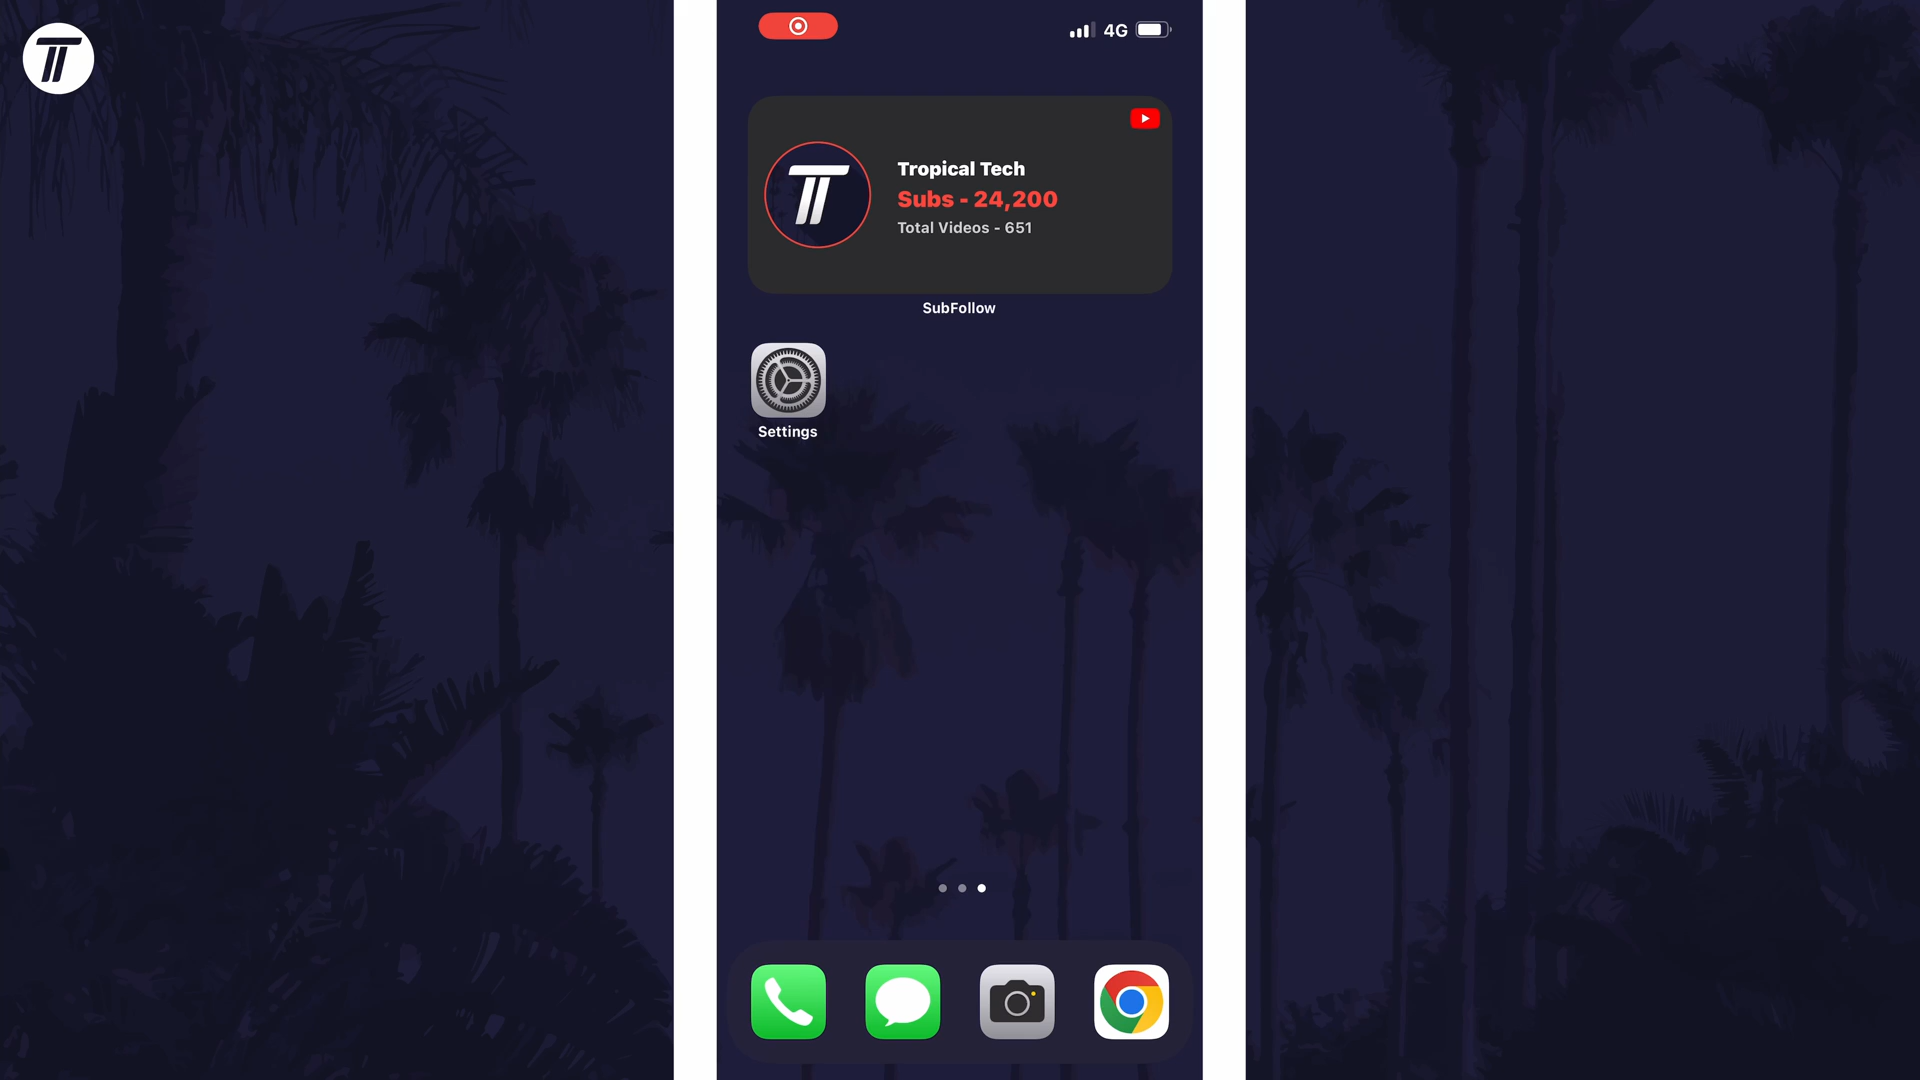 4G
Tropical Tech
Subs - 24,200
Total Videos - 651
SubFollow
Settings